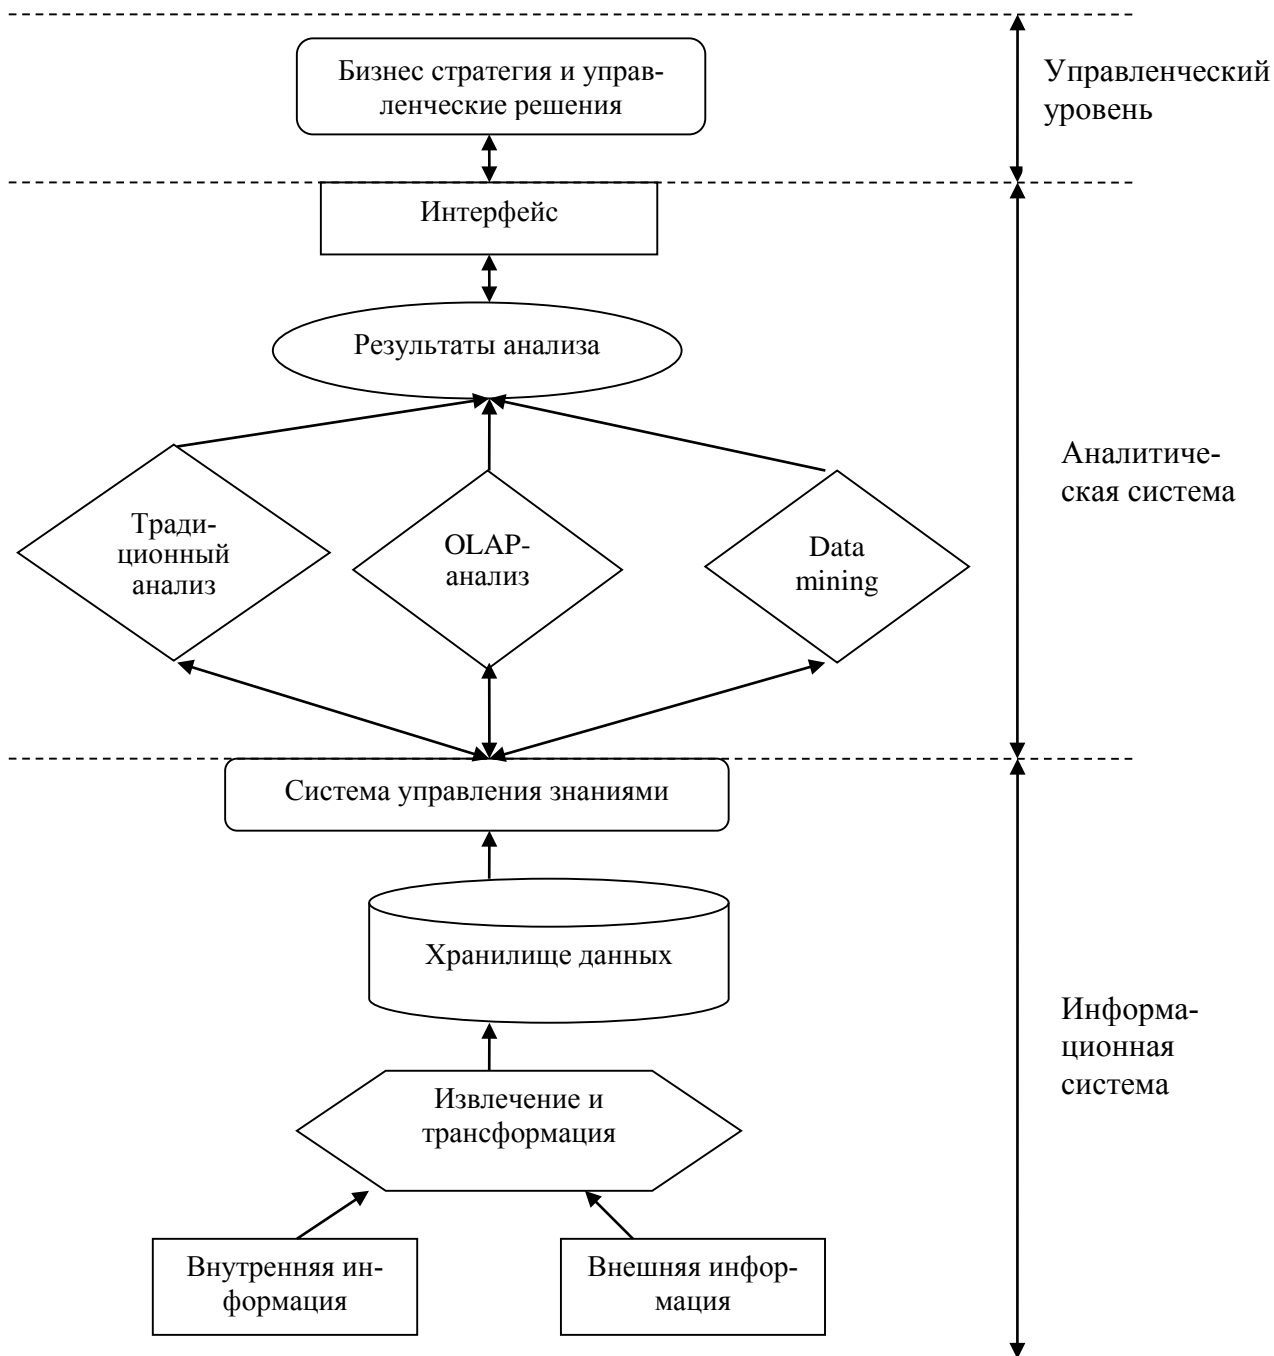 Бизнес стратегия и управ-
ленческие решения
Управленческий
уровень
Интерфейс
Результаты анализа
Аналитиче-
ская система
Тради-
ционный
анализ
OLAP-
анализ
Data
mining
Система управления знаниями
Хранилище данных
Информа-
ционная
система
Извлечение и
трансформация
Внутренняя ин-
формация
Внешняя инфор-
мация